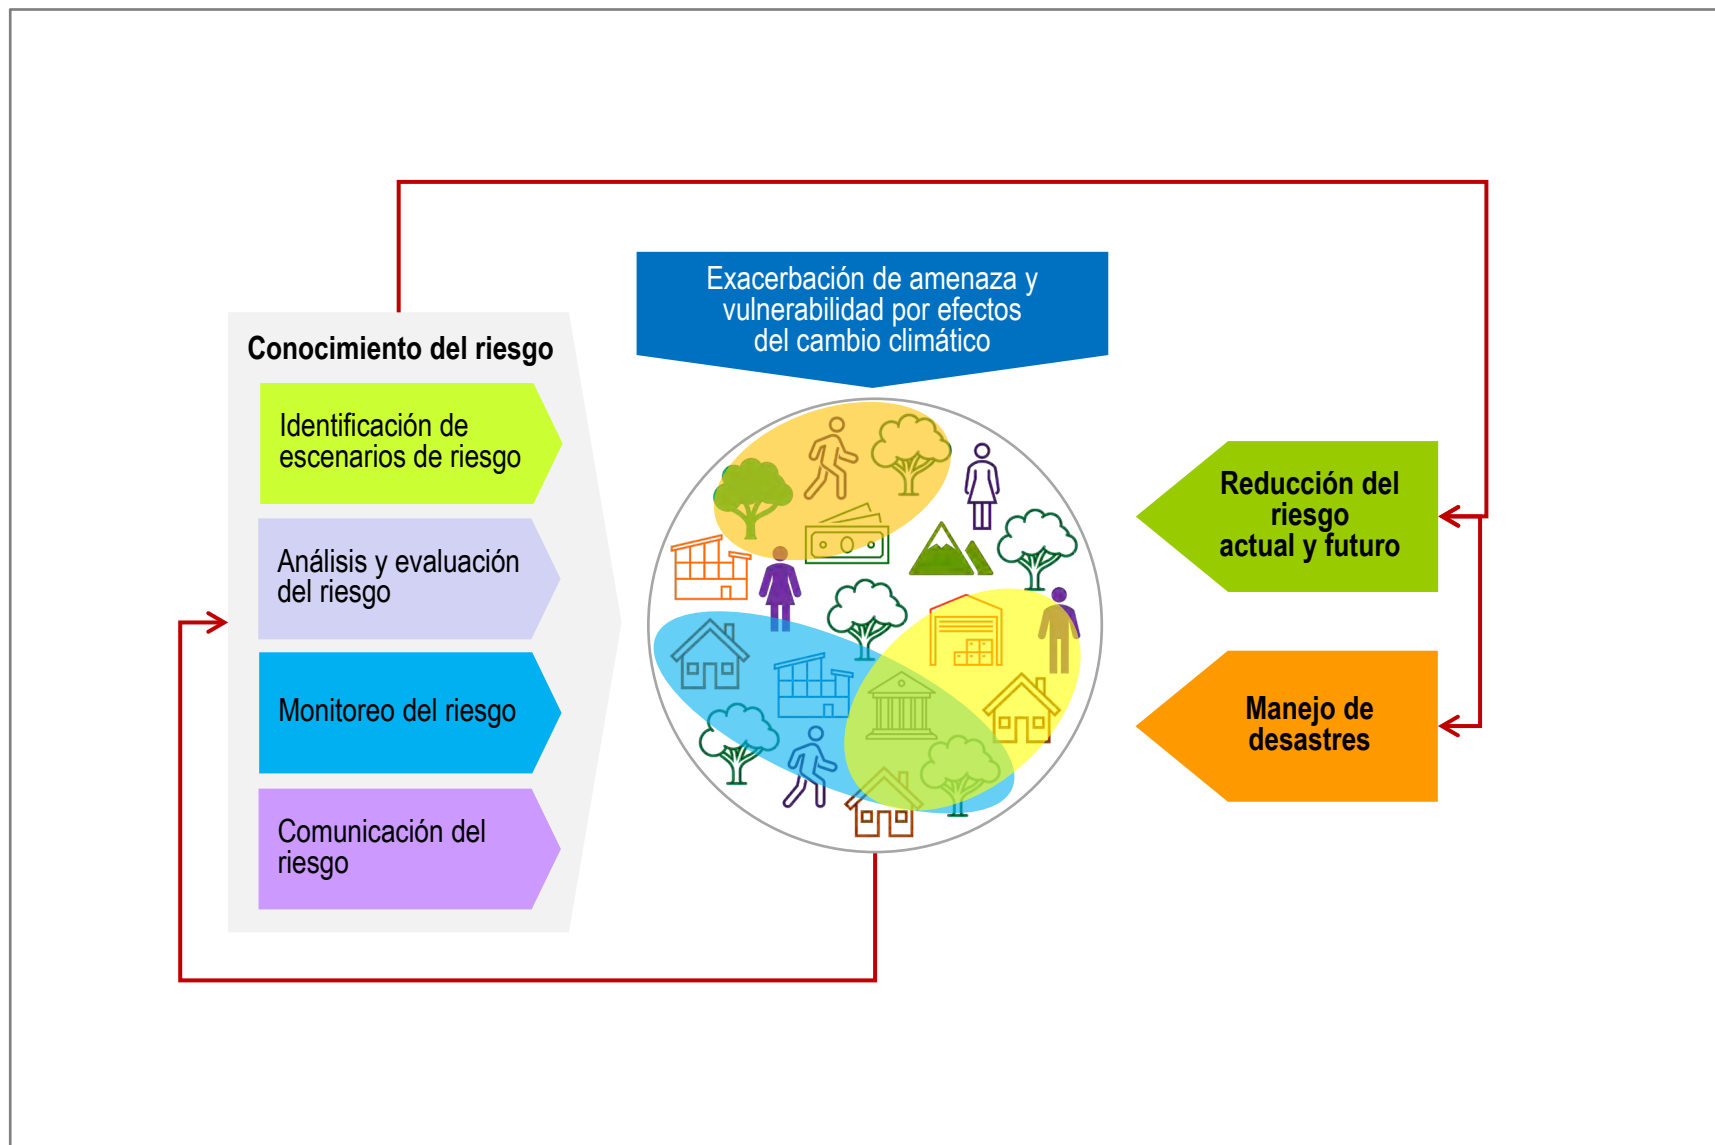 Exacerbación de amenaza y
vulnerabilidad por efectos
del cambio climático
Conocimiento del riesgo
Identificación de
escenarios de riesgo
Análisis y evaluación
del riesgo
Monitoreo del riesgo
Comunicación del
riesgo
Reducción del
riesgo
actual y futuro
Manejo de
desastres